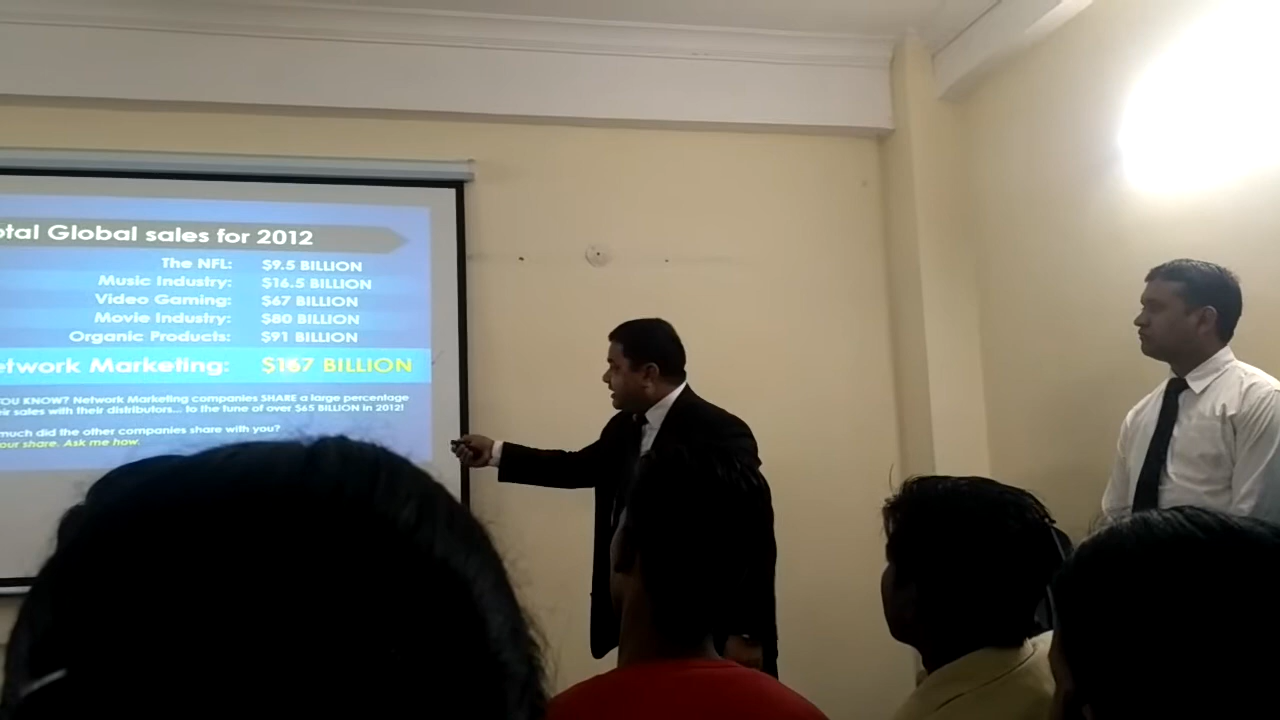 otal Global sales for 2012
The NFL: $9.5 BILLION
Music Industry: $16.5 BILLION
Video Gaming: $67 BILLION
Movie Industry: $80 BILLION
Organic Products: $91 BILLION
etwork Marketing: $167 BILLION
YOU KNOW? Network Marketing companies SHARE a large percentage
eir sales with their distributors... to the tune of over $65 BILLION in 2012!
much did the other companies share with you?
our share. Ask me how.